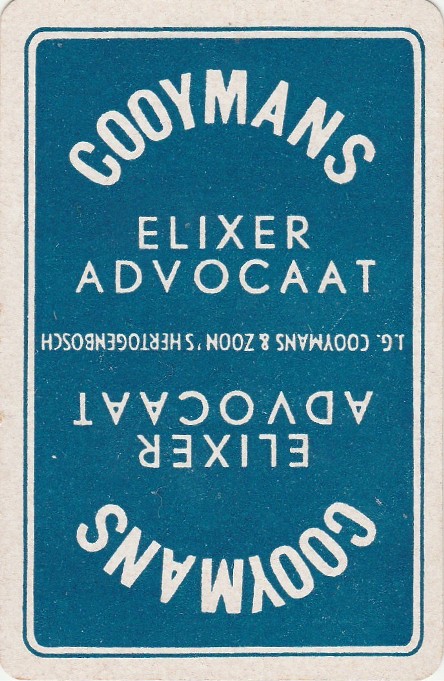 COOYMANS
ELIXER
ADVOCAAT
J.G. COOYMANS & ZOON 'S HERTOGENBOSCH
ADVOCAAT
ELIXER
COOYMANS